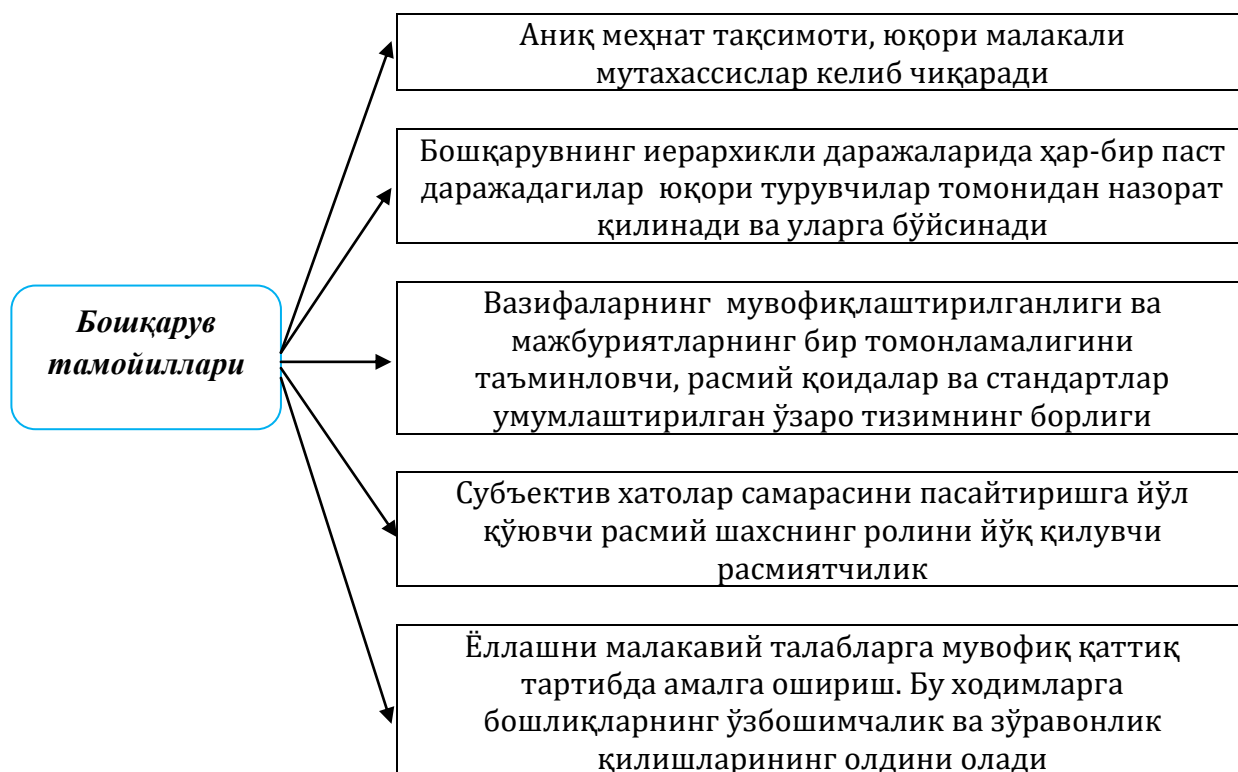 Аниқ меҳнат тақсимоти, юқори малакали
мутахассислар келиб чиқаради
Бошқарувнинг иерархикли даражаларида ҳар-бир паст
даражадагилар юқори турувчилар томонидан назорат
қилинади ва уларга бўйсинади
Бошқарув
тамойиллари
Вазифаларнинг мувофиқлаштирилганлиги ва
мажбуриятларнинг бир томонламалигини
таъминловчи, расмий қоидалар ва стандартлар
умумлаштирилган ўзаро тизимнинг борлиги
Субъектив хатолар самарасини пасайтиришга йўл
қўювчи расмий шахснинг ролини йўқ қилувчи
расмиятчилик
Ёллашни малакавий талабларга мувофиқ қаттиқ
тартибда амалга ошириш. Бу ходимларга
бошлиқларнинг ўзбошимчалик ва зўравонлик
қилишларининг олдини олади